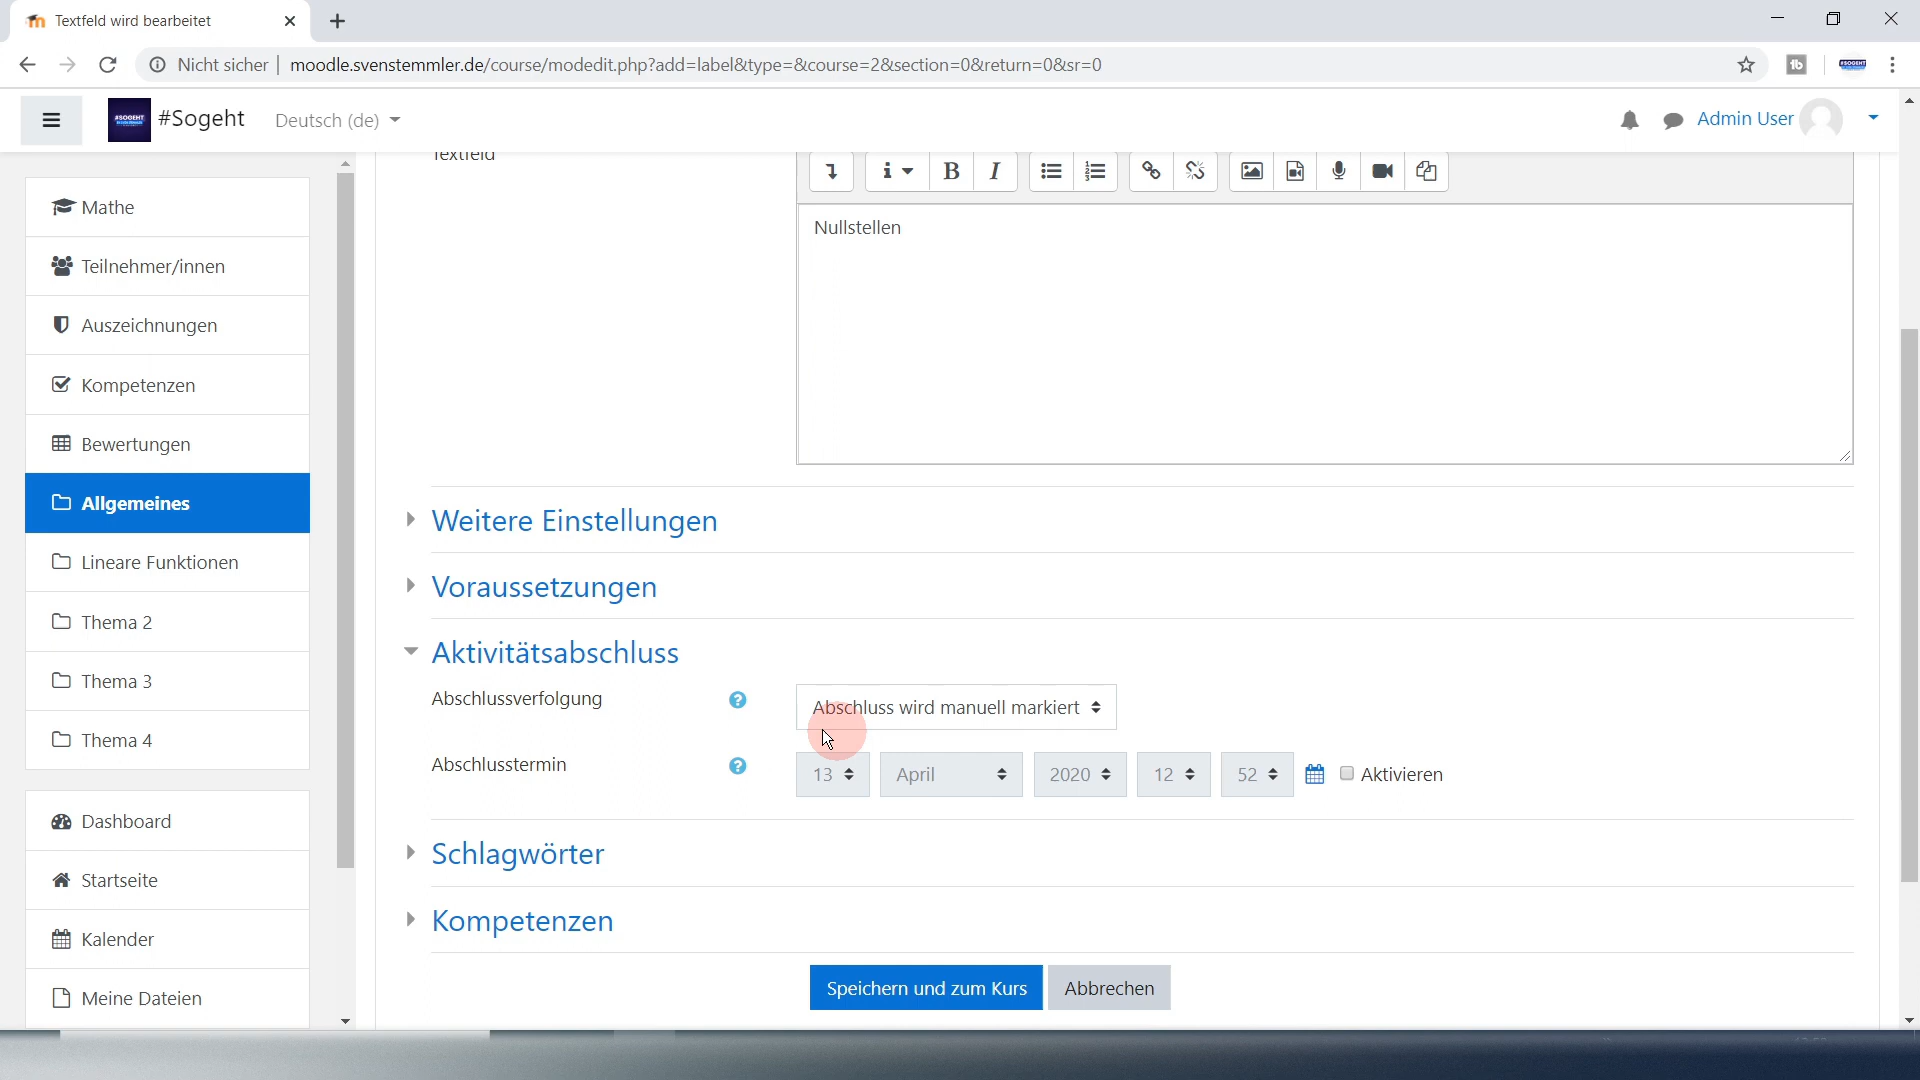 Textfeld wird bearbeitet
Nicht sicher | moodle.svenstemmler.de/course/modedit.php?add=label&type=&course=2&section=0&return=0&sr=0
#SOGEHT
#SOGEHT
#Sogeht
Deutsch (de)
Admin User
Mathe
Teilnehmer/innen
Auszeichnungen
Kompetenzen
Bewertungen
Allgemeines
Lineare Funktionen
Thema 2
Thema 3
Thema 4
Dashboard
Startseite
Kalender
Meine Dateien
Textfeld
B I
Nullstellen
Weitere Einstellungen
Voraussetzungen
Aktivitätsabschluss
Abschlussverfolgung
Abschluss wird manuell markiert
Abschlusstermin
13 April 2020 12 52 Aktivieren
Schlagwörter
Kompetenzen
Speichern und zum Kurs
Abbrechen